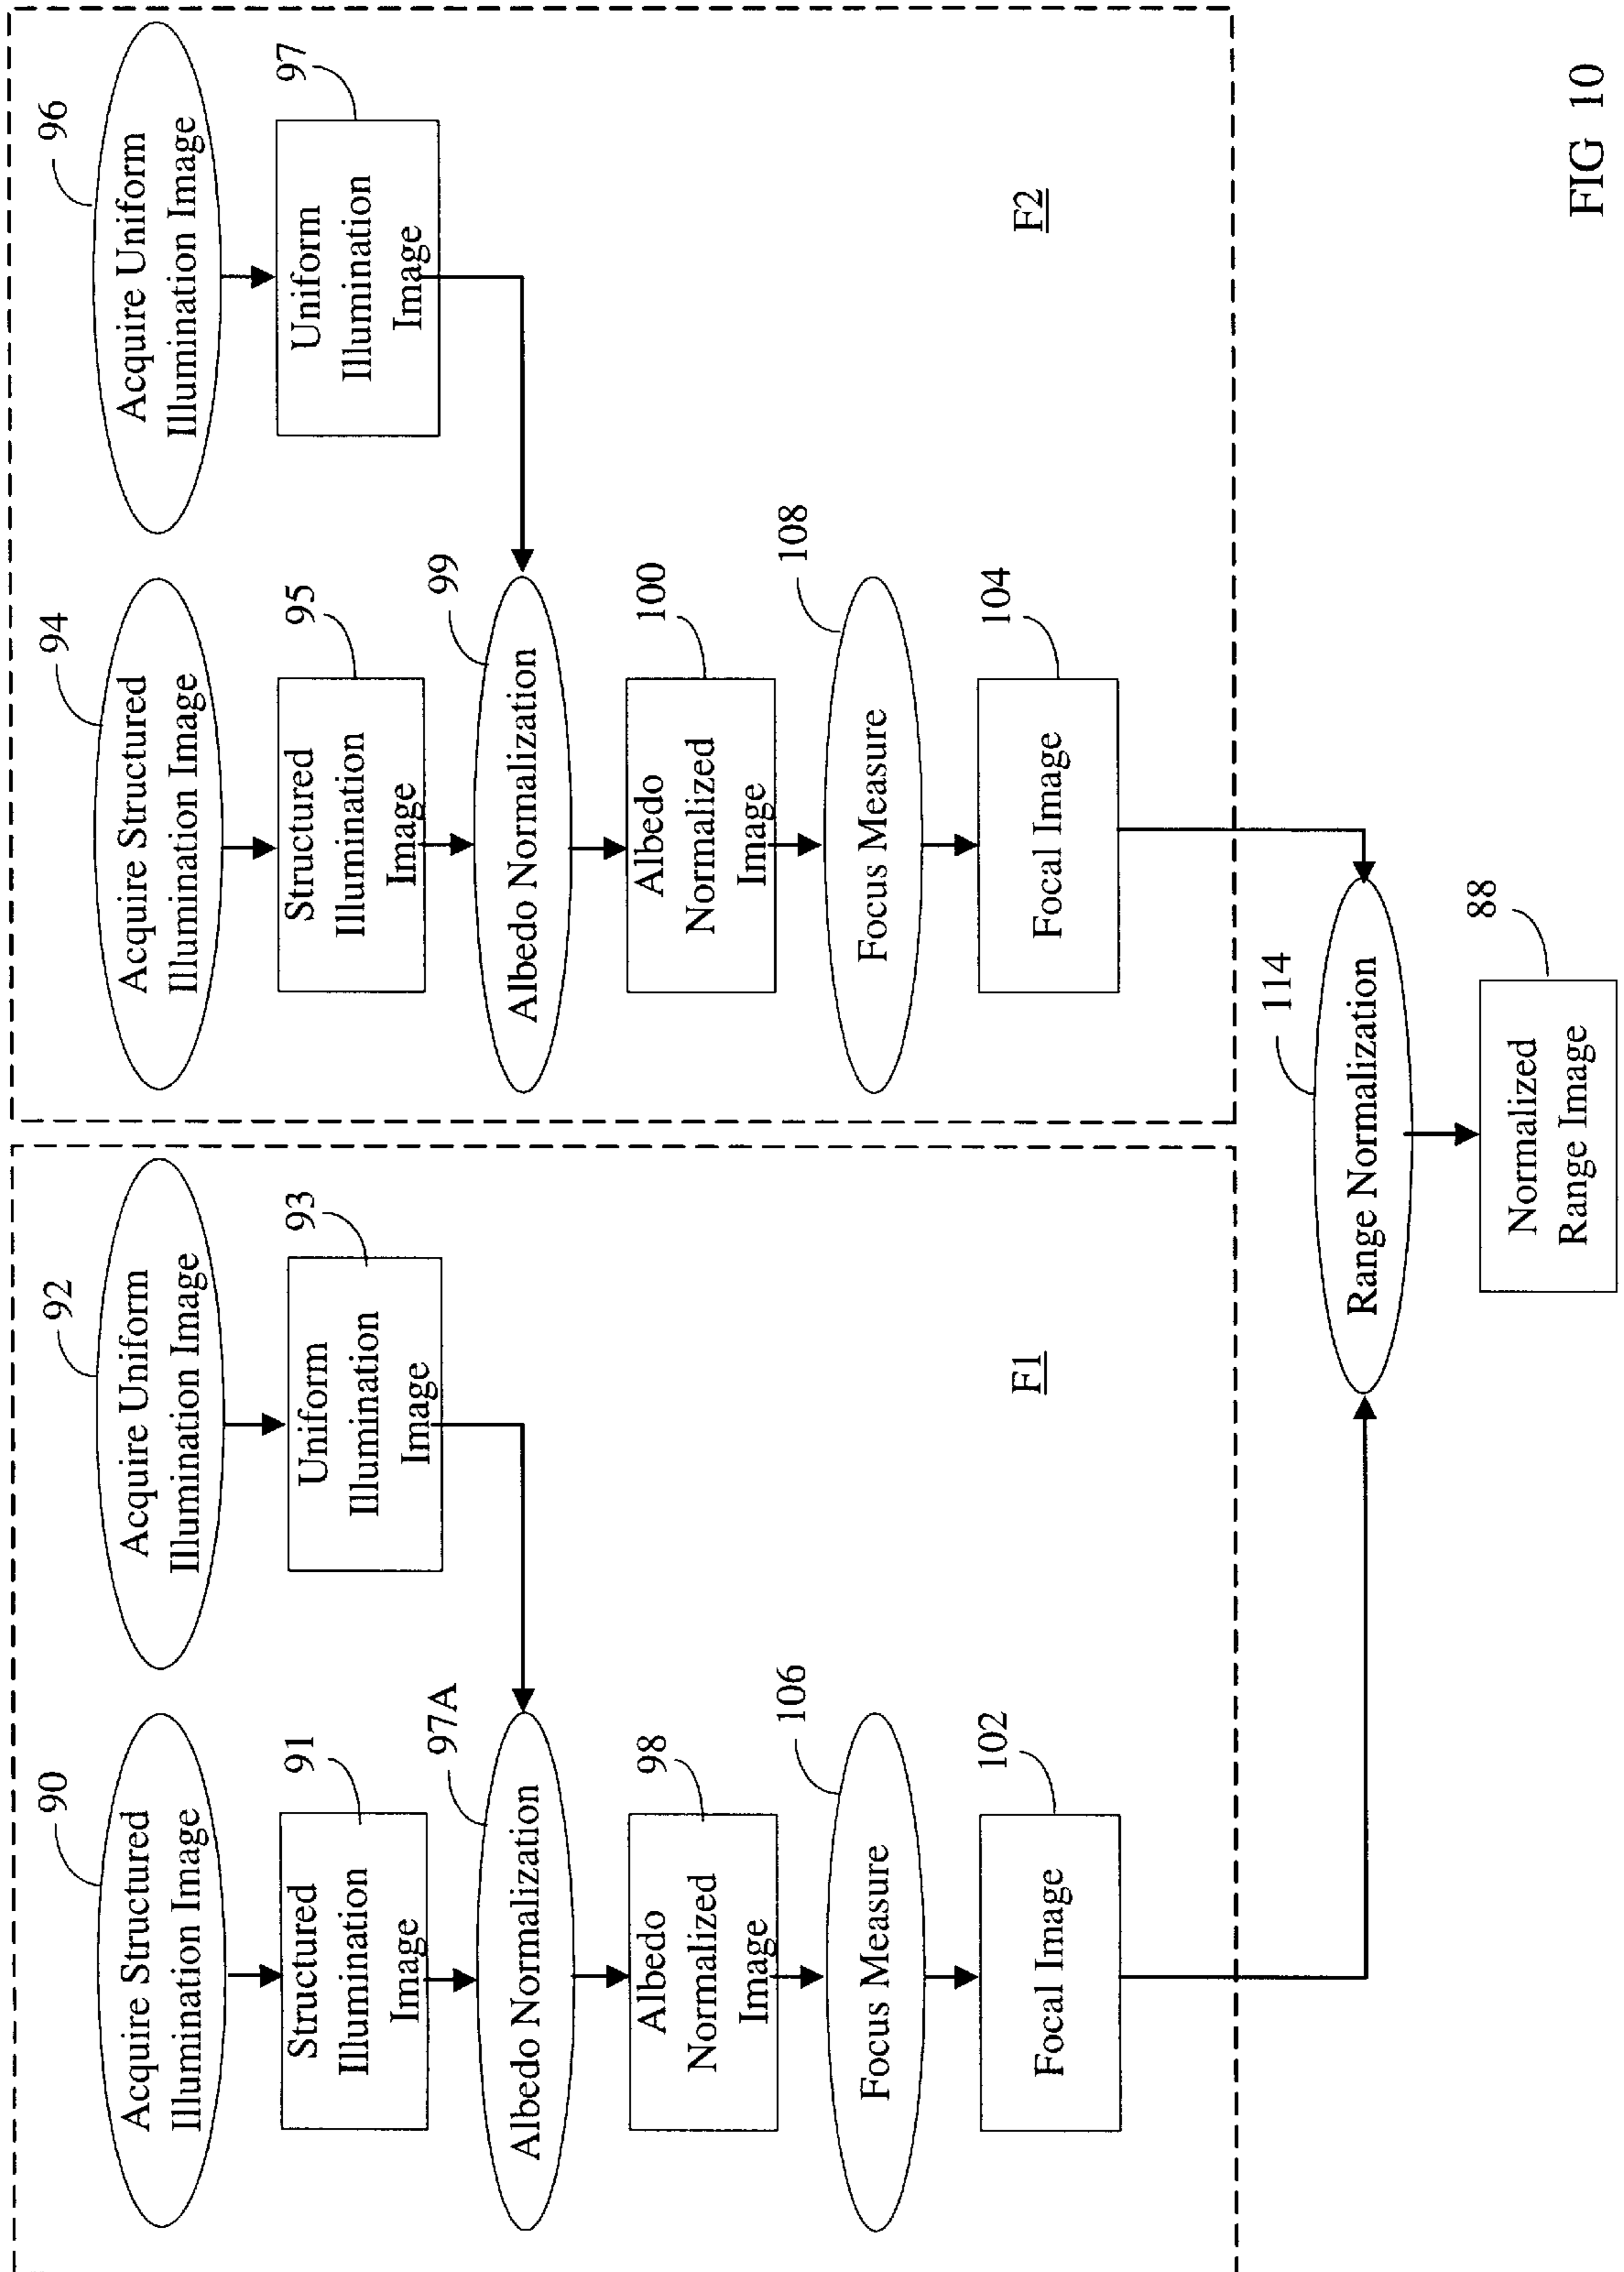 90
Acquire Structured
Illumination Image
92
Acquire Uniform
Illumination Image
91
Structured
Illumination
Image
93
Uniform
Illumination
Image
97A
Albedo Normalization
98
Albedo
Normalized
Image
106
Focus Measure
102
Focal Image
F1
94
Acquire Structured
Illumination Image
96
Acquire Uniform
Illumination Image
95
Structured
Illumination
Image
97
Uniform
Illumination
Image
99
Albedo Normalization
100
Albedo
Normalized
Image
108
Focus Measure
104
Focal Image
F2
114
Range Normalization
88
Normalized
Range Image
FIG 10